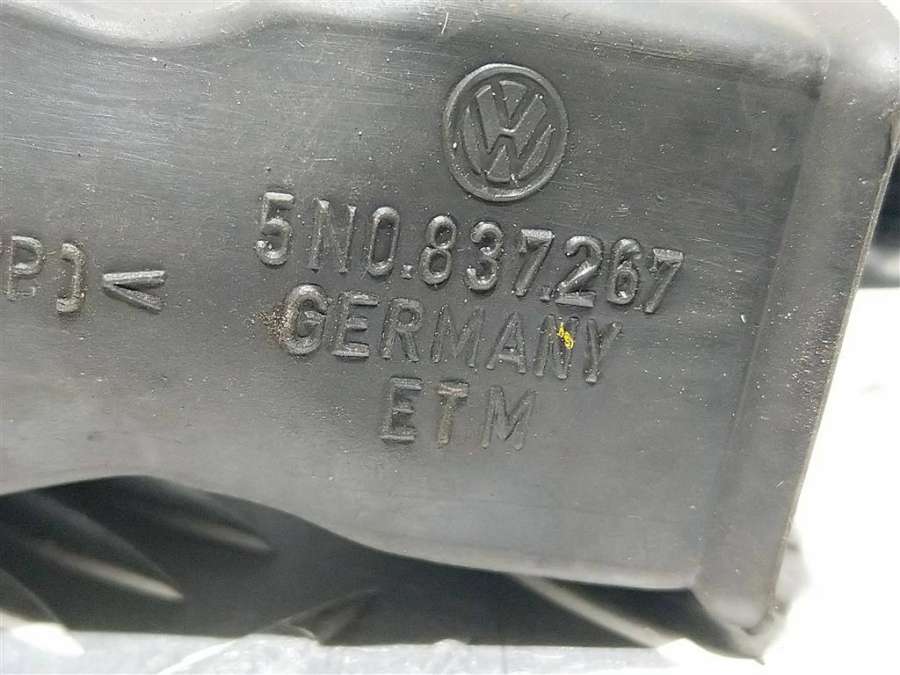 5N0.837.267
P)<
GERMANY
ETM